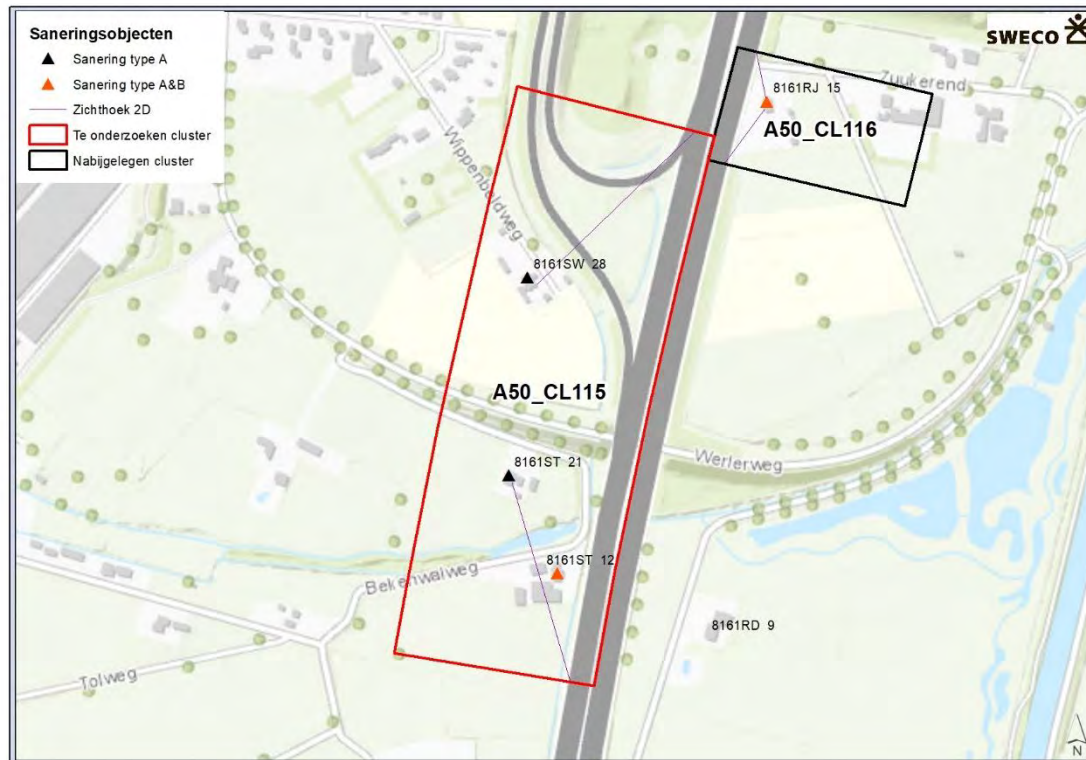 Saneringsobjecten
Sanering type A
Sanering type A&B
Zichthoek 2D
Te onderzoeken cluster
Nabijgelegen cluster
SWECO
Zuukerend
8161RJ 15
A50_CL116
Wippenbaldweg
8161SW 28
A50_CL115
Werlerweg
8161ST 21
8161ST 12
Bekenwalweg
8161RD 9
Tolweg
N